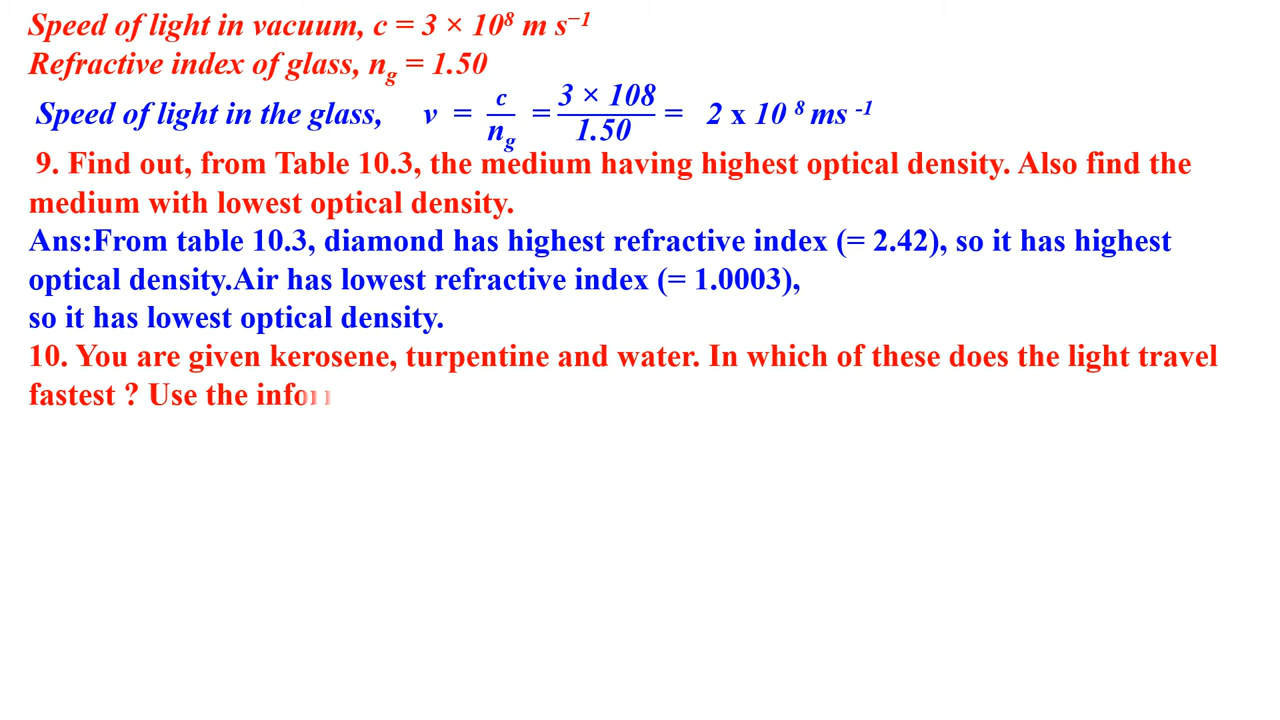 Speed of light in vacuum, c = 3 × 10⁸ m s⁻¹
Refractive index of glass, n_g = 1.50
Speed of light in the glass, v = c/n_g = 3 × 108/1.50 = 2 x 10 ⁸ ms ⁻¹
9. Find out, from Table 10.3, the medium having highest optical density. Also find the
medium with lowest optical density.
Ans:From table 10.3, diamond has highest refractive index (= 2.42), so it has highest
optical density.Air has lowest refractive index (= 1.0003),
so it has lowest optical density.
10. You are given kerosene, turpentine and water. In which of these does the light travel
fastest ? Use the